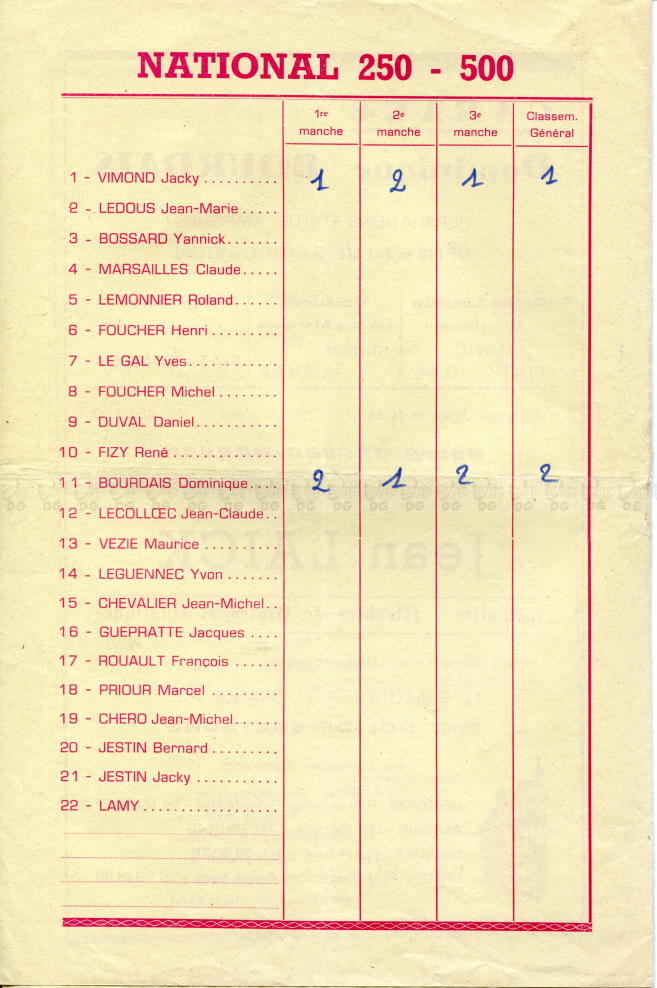 NATIONAL 250 - 500
1re manche 2e manche 3e manche Classem. Général
1 - VIMOND Jacky .......... 1 2 1 1
2 - LEDOUS Jean-Marie .....
3 - BOSSARD Yannick.......
4 - MARSAILLES Claude.....
5 - LEMONNIER Roland......
6 - FOUCHER Henri .........
7 - LE GAL Yves............
8 - FOUCHER Michel ........
9 - DUVAL Daniel...........
10 - FIZY René .............
11 - BOURDAIS Dominique... 2 1 2 2
12 - LECOLLŒC Jean-Claude..
13 - VEZIE Maurice .........
14 - LEGUENNEC Yvon .......
15 - CHEVALIER Jean-Michel..
16 - GUEPRATTE Jacques ....
17 - ROUAULT François ......
18 - PRIOUR Marcel .........
19 - CHERO Jean-Michel......
20 - JESTIN Bernard .........
21 - JESTIN Jacky ...........
22 - LAMY .................